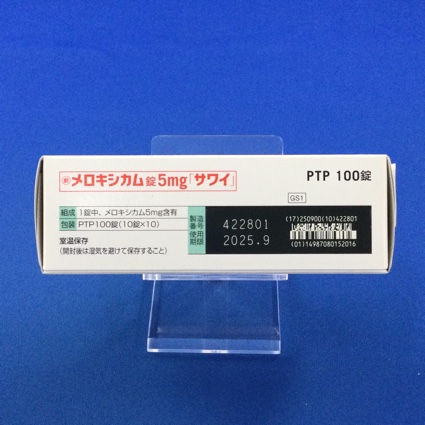 劇 メロキシカム錠5mg「サワイ」
PTP 100錠
組成 1錠中、メロキシカム5mg含有
包装 PTP100錠(10錠×10)
室温保存
(開封後は湿気を避けて保存すること)
製造番号 422801
使用期限 2025.9
GS1
(17)250900(10)422801
(01)14987080152016